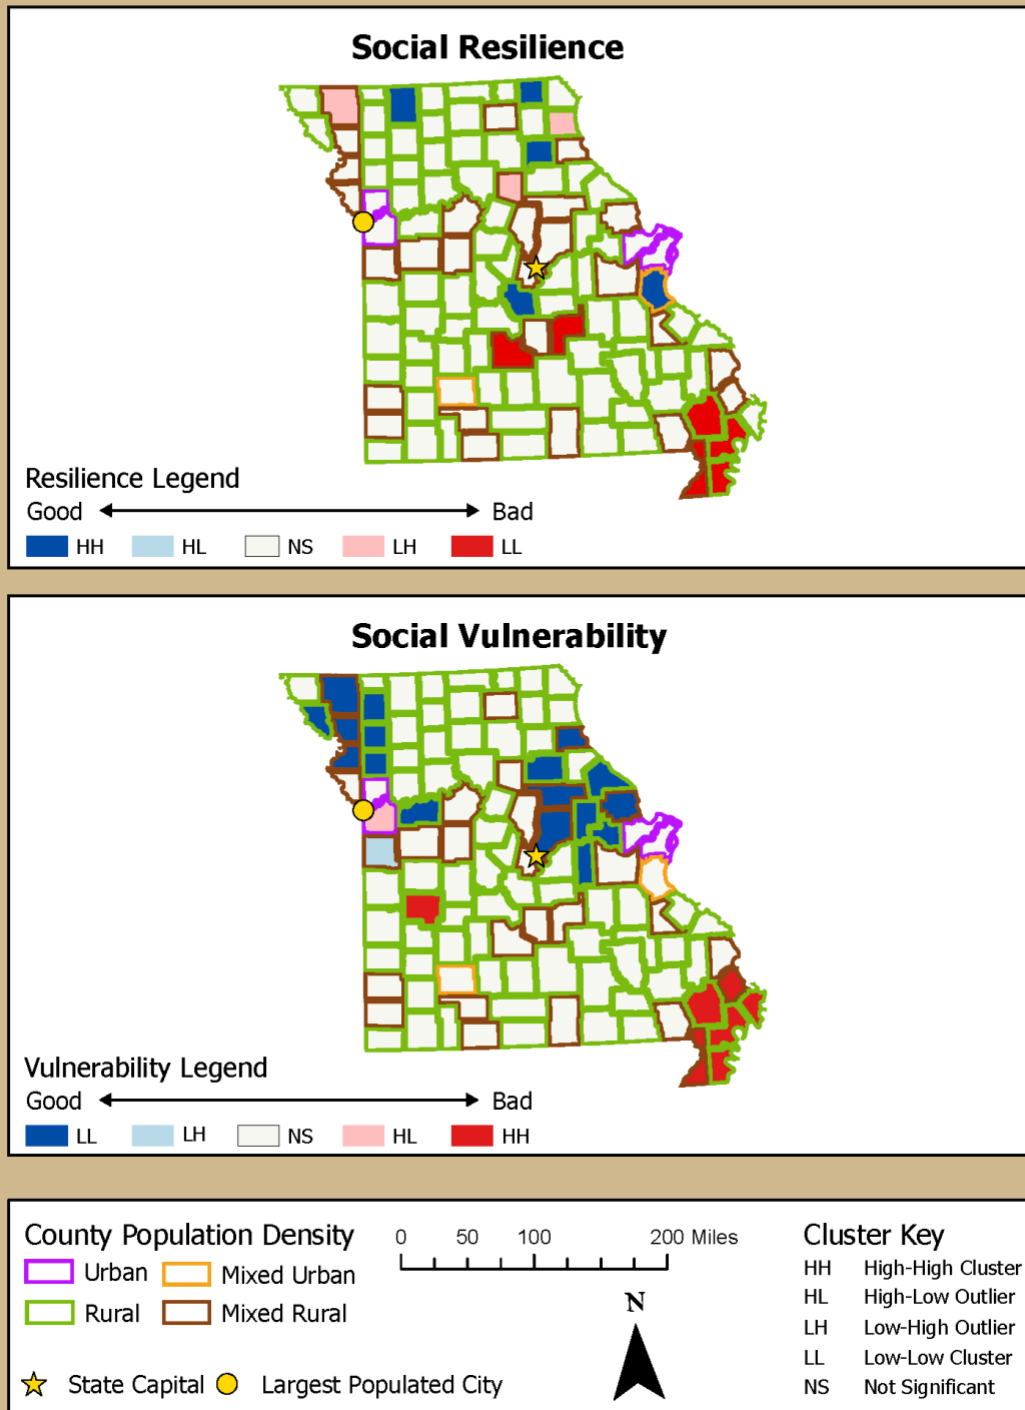 Social Resilience
Resilience Legend
Good Bad
HH HL NS LH LL
Social Vulnerability
Vulnerability Legend
Good Bad
LL LH NS HL HH
County Population Density
Urban Mixed Urban
Rural Mixed Rural
State Capital Largest Populated City
0 50 100 200 Miles
N
Cluster Key
HH High-High Cluster
HL High-Low Outlier
LH Low-High Outlier
LL Low-Low Cluster
NS Not Significant